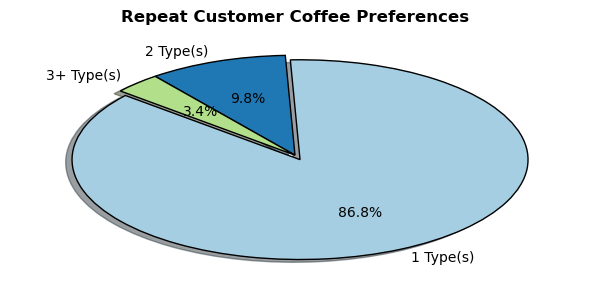 Repeat Customer Coffee Preferences
2 Type(s)
3+ Type(s)
9.8%
3.4%
86.8%
1 Type(s)